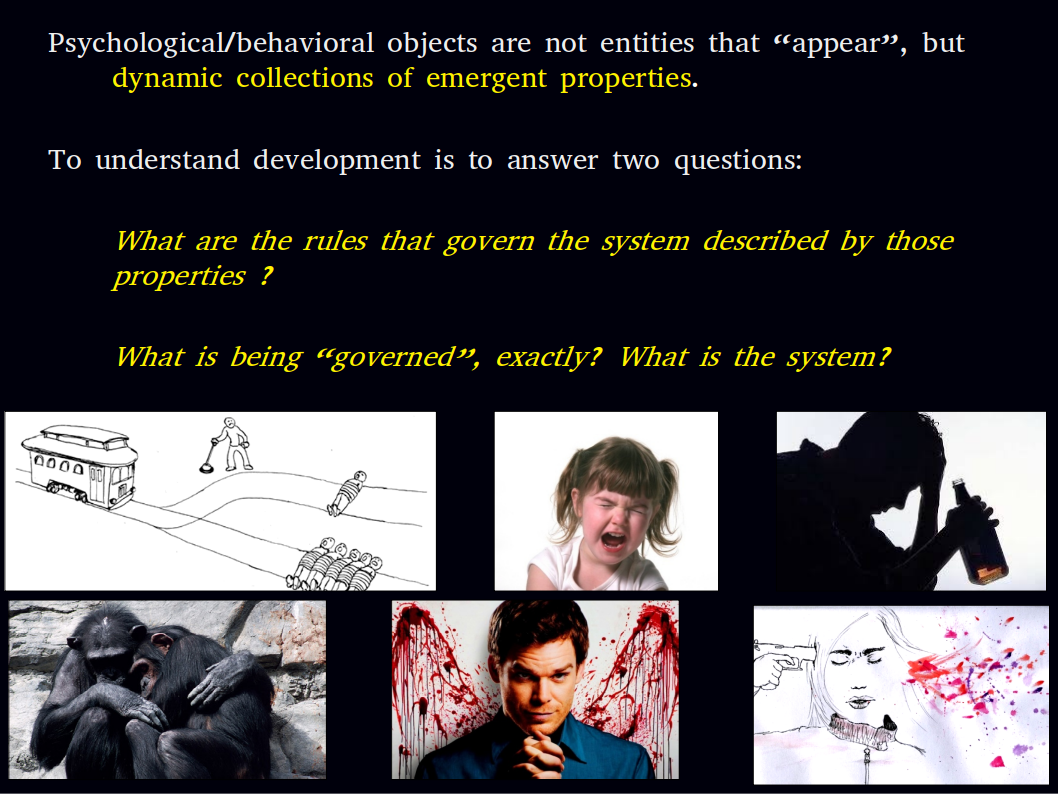 Psychological/behavioral objects are not entities that “appear”, but
dynamic collections of emergent properties.
To understand development is to answer two questions:
What are the rules that govern the system described by those
properties ?
What is being “governed”, exactly? What is the system?